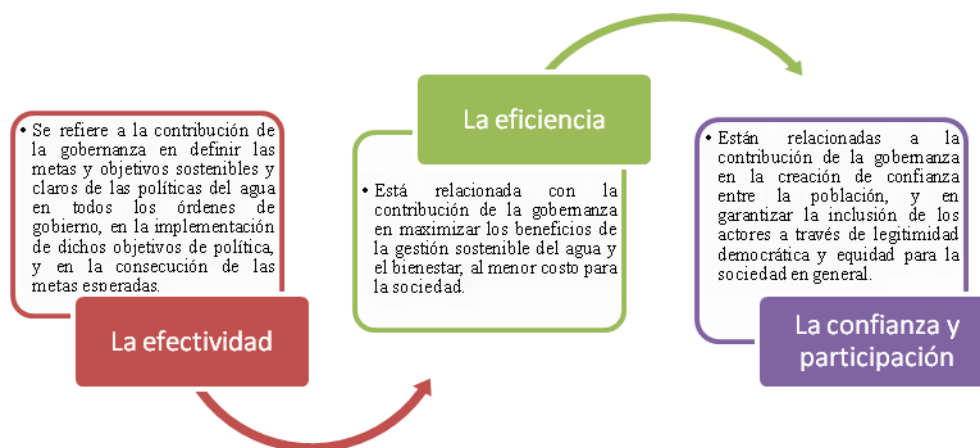 • Se refiere a la contribución de
la gobernanza en definir las
metas y objetivos sostenibles y
claros de las políticas del agua
en todos los órdenes de
gobierno, en la implementación
de dichos objetivos de política,
y en la consecución de las
metas esperadas.
La efectividad
La eficiencia
• Está relacionada con la
contribución de la gobernanza
en maximizar los beneficios de
la gestión sostenible del agua y
el bienestar, al menor costo para
la sociedad.
• Están relacionadas a la
contribución de la gobernanza
en la creación de confianza
entre la población, y en
garantizar la inclusión de los
actores a través de legitimidad
democrática y equidad para la
sociedad en general.
La confianza y
participación